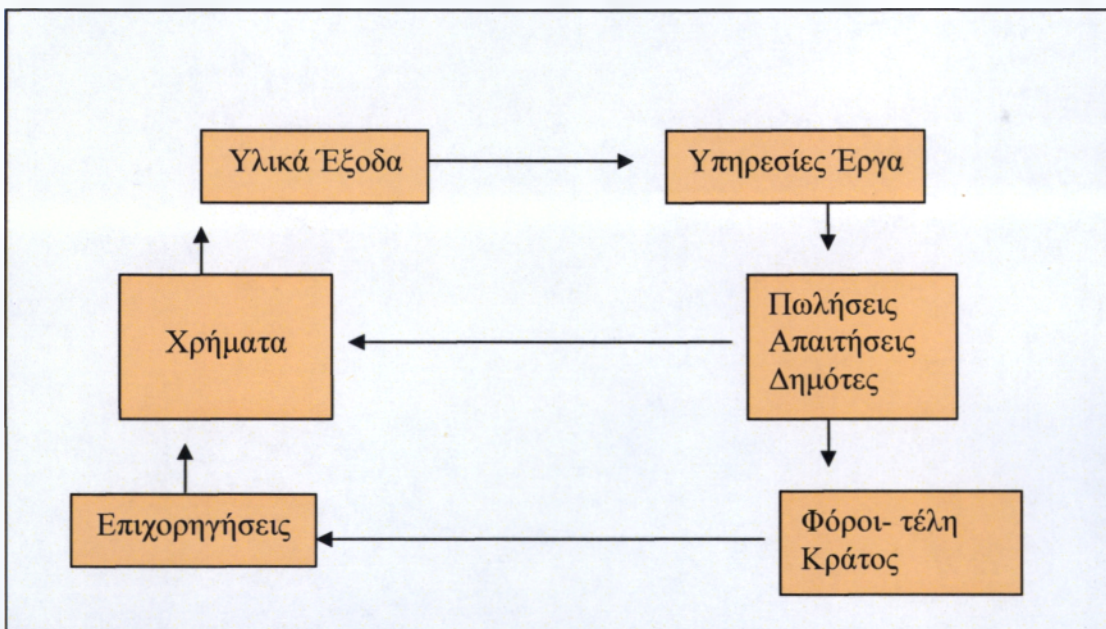 Υλικά Έξοδα
Υπηρεσίες Έργα
Χρήματα
Πωλήσεις
Απαιτήσεις
Δημότες
Επιχορηγήσεις
Φόροι- τέλη
Κράτος